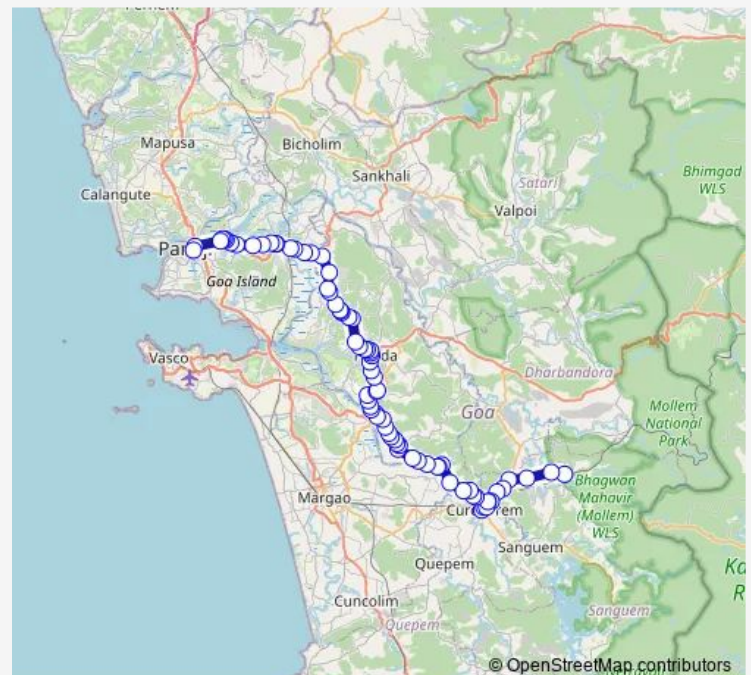 Mapusa
Bicholim
Sankhali
Calangute
Satari
Bhimgad
WLS
Valpoi
Goa Island
Vasco
Dharbandora
Goa
Mollem
National
Park
Margao
Bhagwan
Mahavir
(Mollem)
WLS
Sanguem
Quepem
Cuncolim
Quepem
Sanguem
© OpenStreetMap contributors